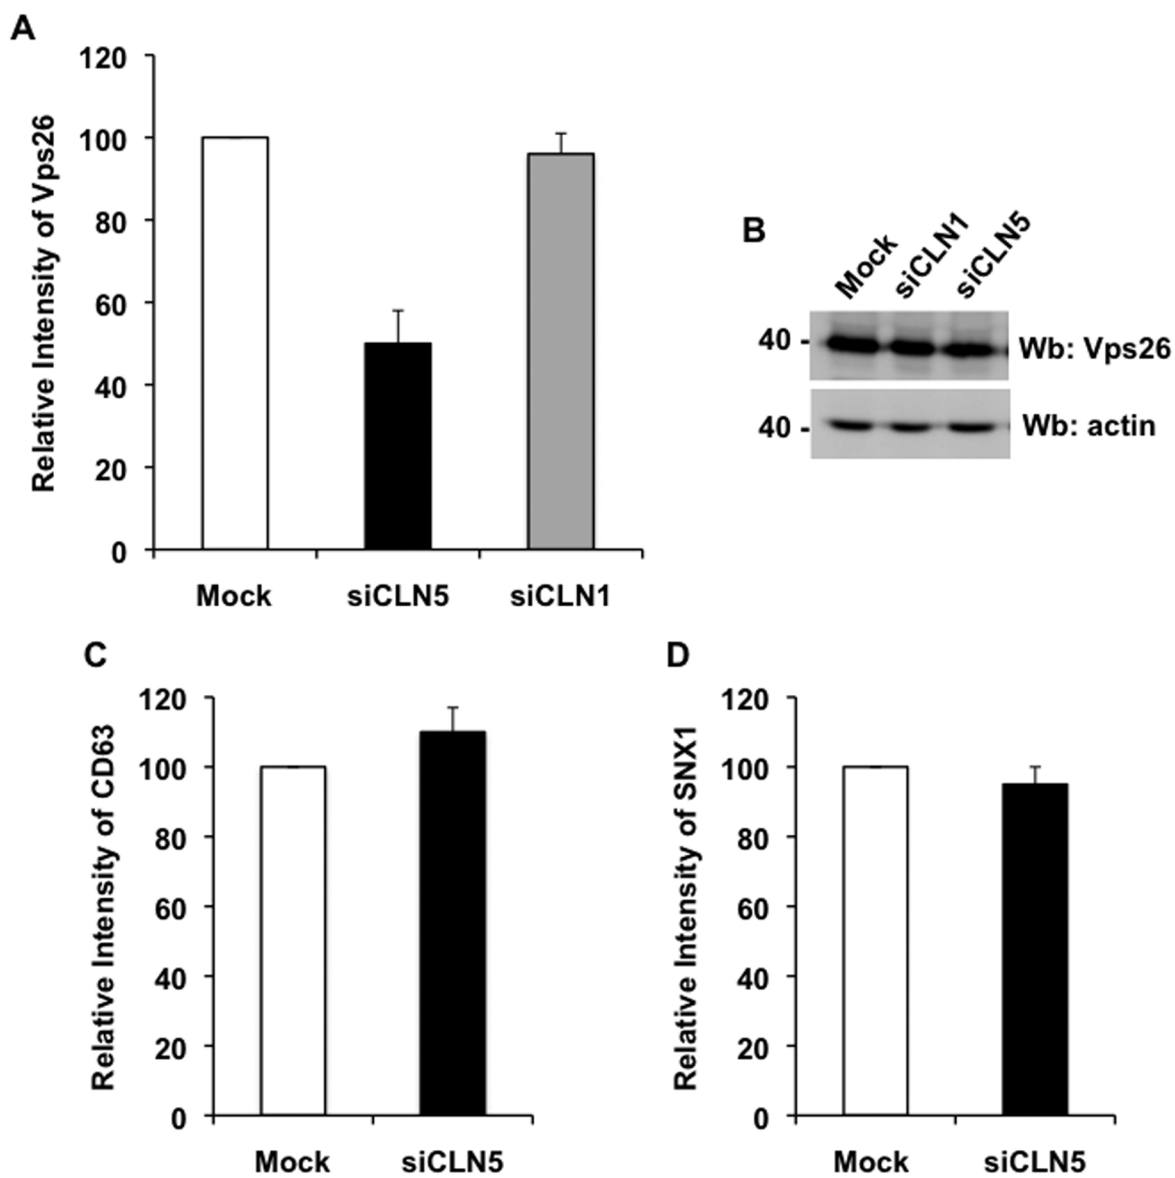 A
Relative Intensity of Vps26
120
100
80
60
40
20
0
Mock siCLN5 siCLN1
B
Mock siCLN1 siCLN5
40 - Wb: Vps26
40 - Wb: actin
C
Relative Intensity of CD63
120
100
80
60
40
20
0
Mock siCLN5
D
Relative Intensity of SNX1
120
100
80
60
40
20
0
Mock siCLN5